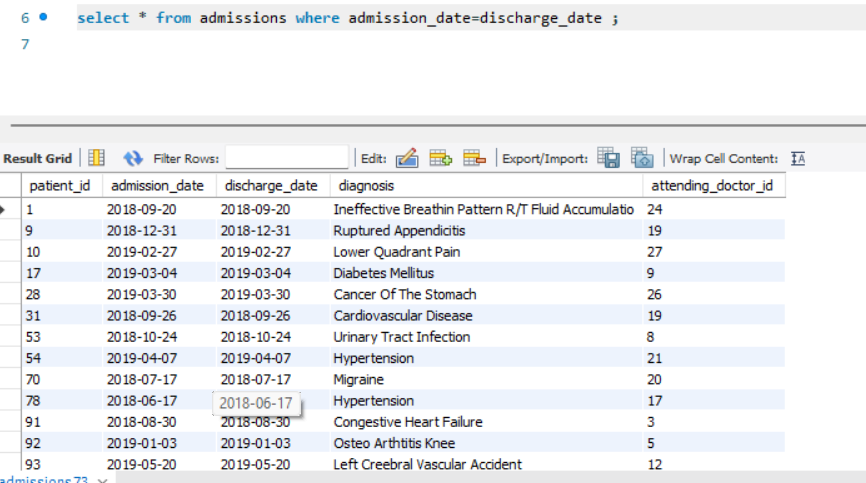 6 select * from admissions where admission_date=discharge_date ;
7
Result Grid Filter Rows: Edit: Export/Import: Wrap Cell Content: IA
patient_id admission_date discharge_date diagnosis attending_doctor_id
1 2018-09-20 2018-09-20 Ineffective Breathin Pattern R/T Fluid Accumulatio 24
9 2018-12-31 2018-12-31 Ruptured Appendicitis 19
10 2019-02-27 2019-02-27 Lower Quadrant Pain 27
17 2019-03-04 2019-03-04 Diabetes Mellitus 9
28 2019-03-30 2019-03-30 Cancer Of The Stomach 26
31 2018-09-26 2018-09-26 Cardiovascular Disease 19
53 2018-10-24 2018-10-24 Urinary Tract Infection 8
54 2019-04-07 2019-04-07 Hypertension 21
70 2018-07-17 2018-07-17 Migraine 20
78 2018-06-17 2018-06-17 Hypertension 17
91 2018-08-30 2018-08-30 Congestive Heart Failure 3
92 2019-01-03 2019-01-03 Osteo Arthtitis Knee 5
93 2019-05-20 2019-05-20 Left Creebral Vascular Accident 12
admissions 73